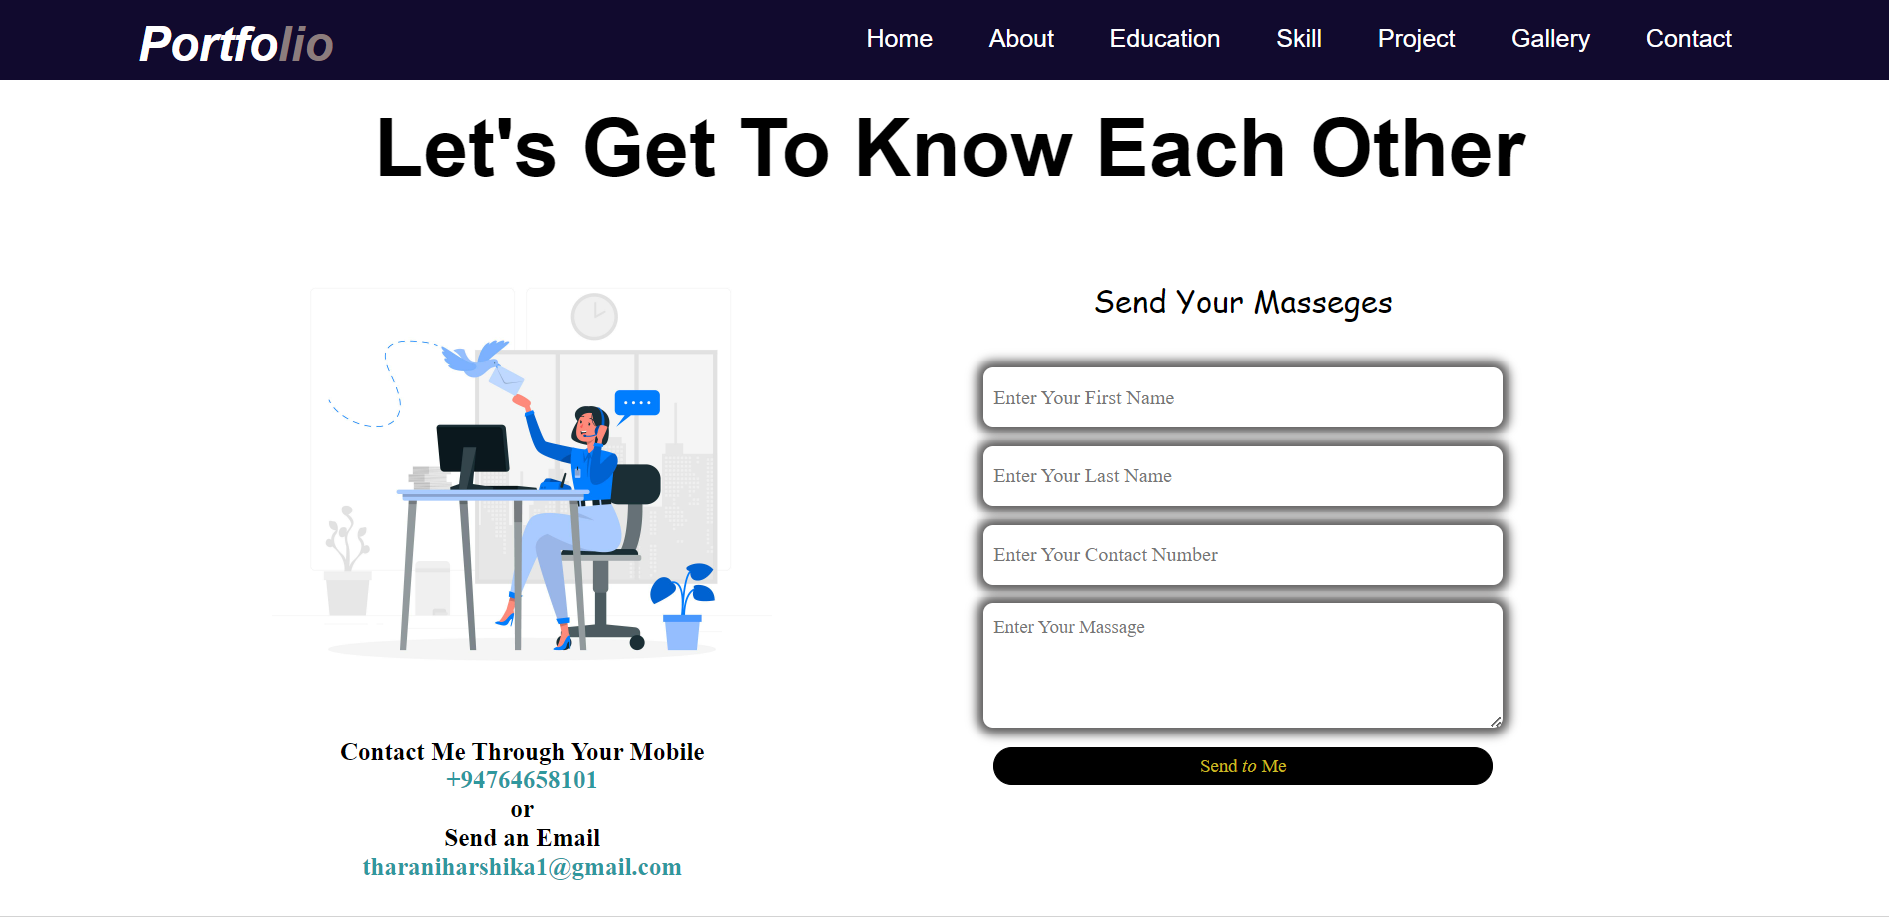 Portfolio
Home About Education Skill Project Gallery Contact
Let's Get To Know Each Other
Send Your Masseges
Enter Your First Name
Enter Your Last Name
Enter Your Contact Number
Enter Your Massage
Send to Me
Contact Me Through Your Mobile
+94764658101
or
Send an Email
tharaniharshika1@gmail.com